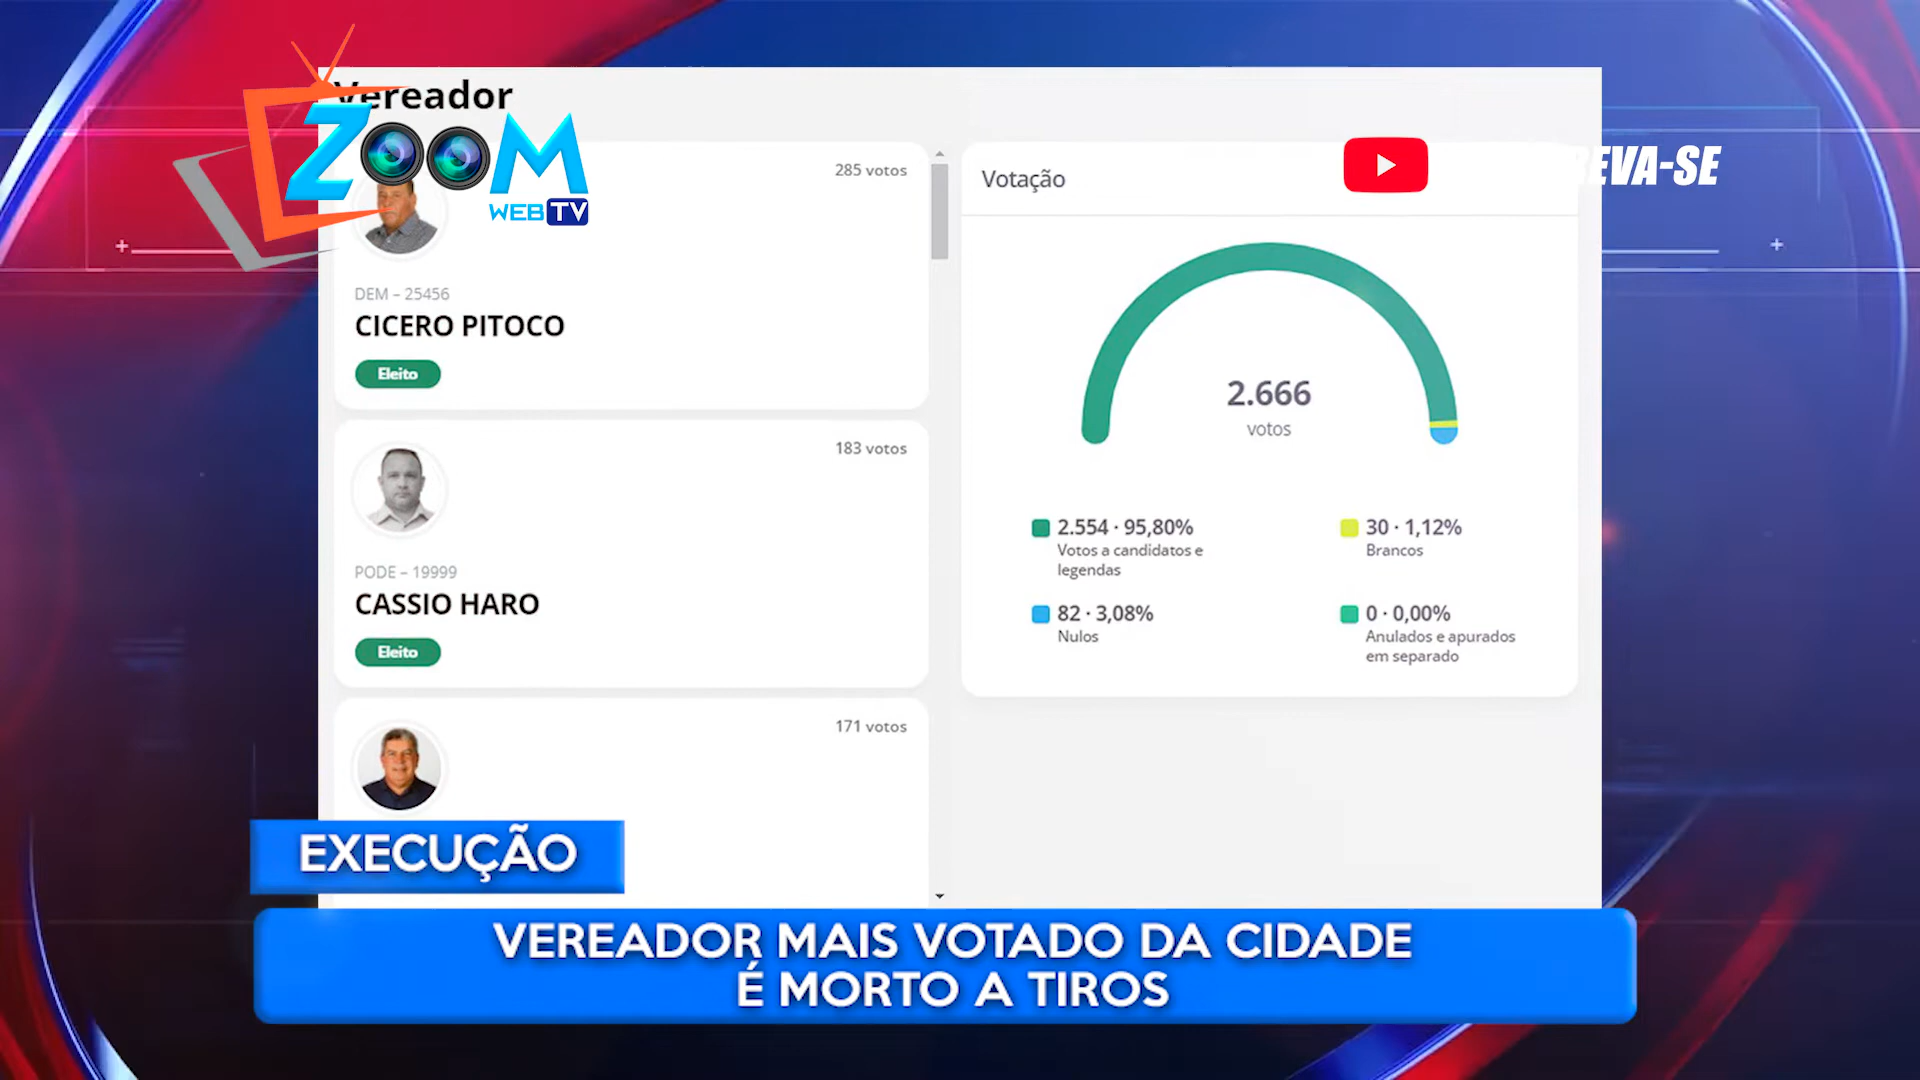 Vereador
ZOOM
WEB TV
285 votos
DEM – 25456
CICERO PITOCO
Eleito
183 votos
PODE – 19999
CASSIO HARO
Eleito
171 votos
Votação
EVA-SE
2.666
votos
2.554 · 95,80%
Votos a candidatos e
legendas
30 · 1,12%
Brancos
82 · 3,08%
Nulos
0 · 0,00%
Anulados e apurados
em separado
EXECUÇÃO
VEREADOR MAIS VOTADO DA CIDADE
É MORTO A TIROS